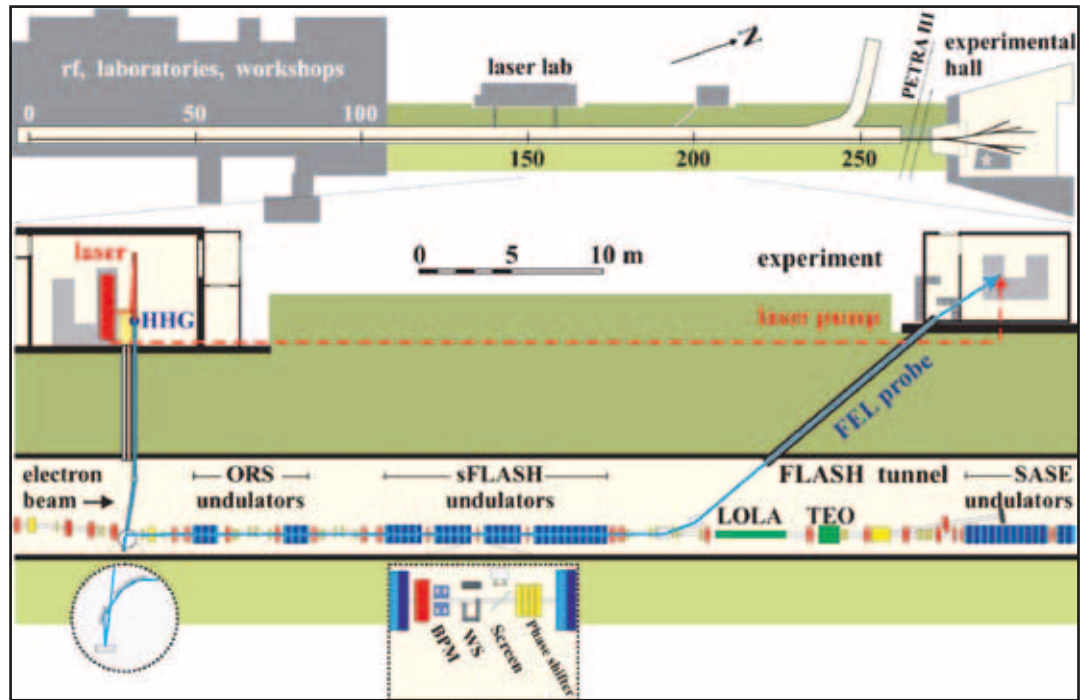 rf, laboratories, workshops
laser lab
N
PETRA III
experimental
hall
0 50 100
150 200 250
laser
HHG
0 5 10 m
experiment
FEL probe
electron
beam
ORS
undulators
sFLASH
undulators
FLASH tunnel
SASE
undulators
LOLA
TEO
BPM
WS
Screen
Phase shifter